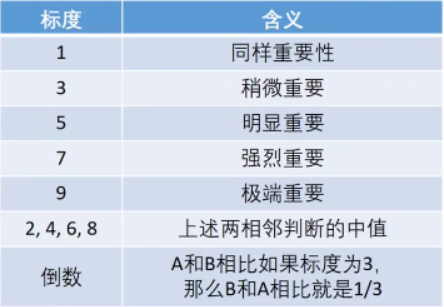 标度 含义
1 同样重要性
3 稍微重要
5 明显重要
7 强烈重要
9 极端重要
2, 4, 6, 8 上述两相邻判断的中值
倒数 A和B相比如果标度为3,
那么B和A相比就是1/3